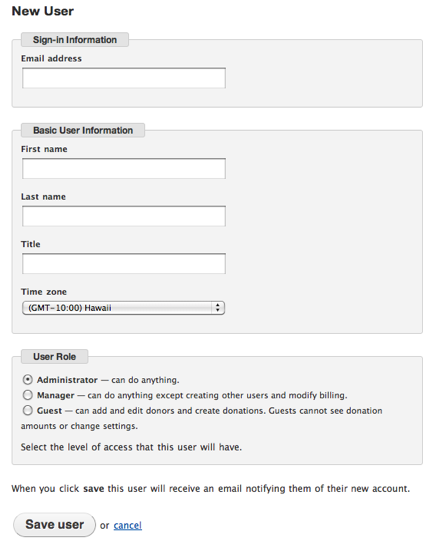 New User
Sign-in Information
Email address
Basic User Information
First name
Last name
Title
Time zone
(GMT-10:00) Hawaii
User Role
Administrator — can do anything.
Manager — can do anything except creating other users and modify billing.
Guest — can add and edit donors and create donations. Guests cannot see donation
amounts or change settings.
Select the level of access that this user will have.
When you click save this user will receive an email notifying them of their new account.
Save user or cancel